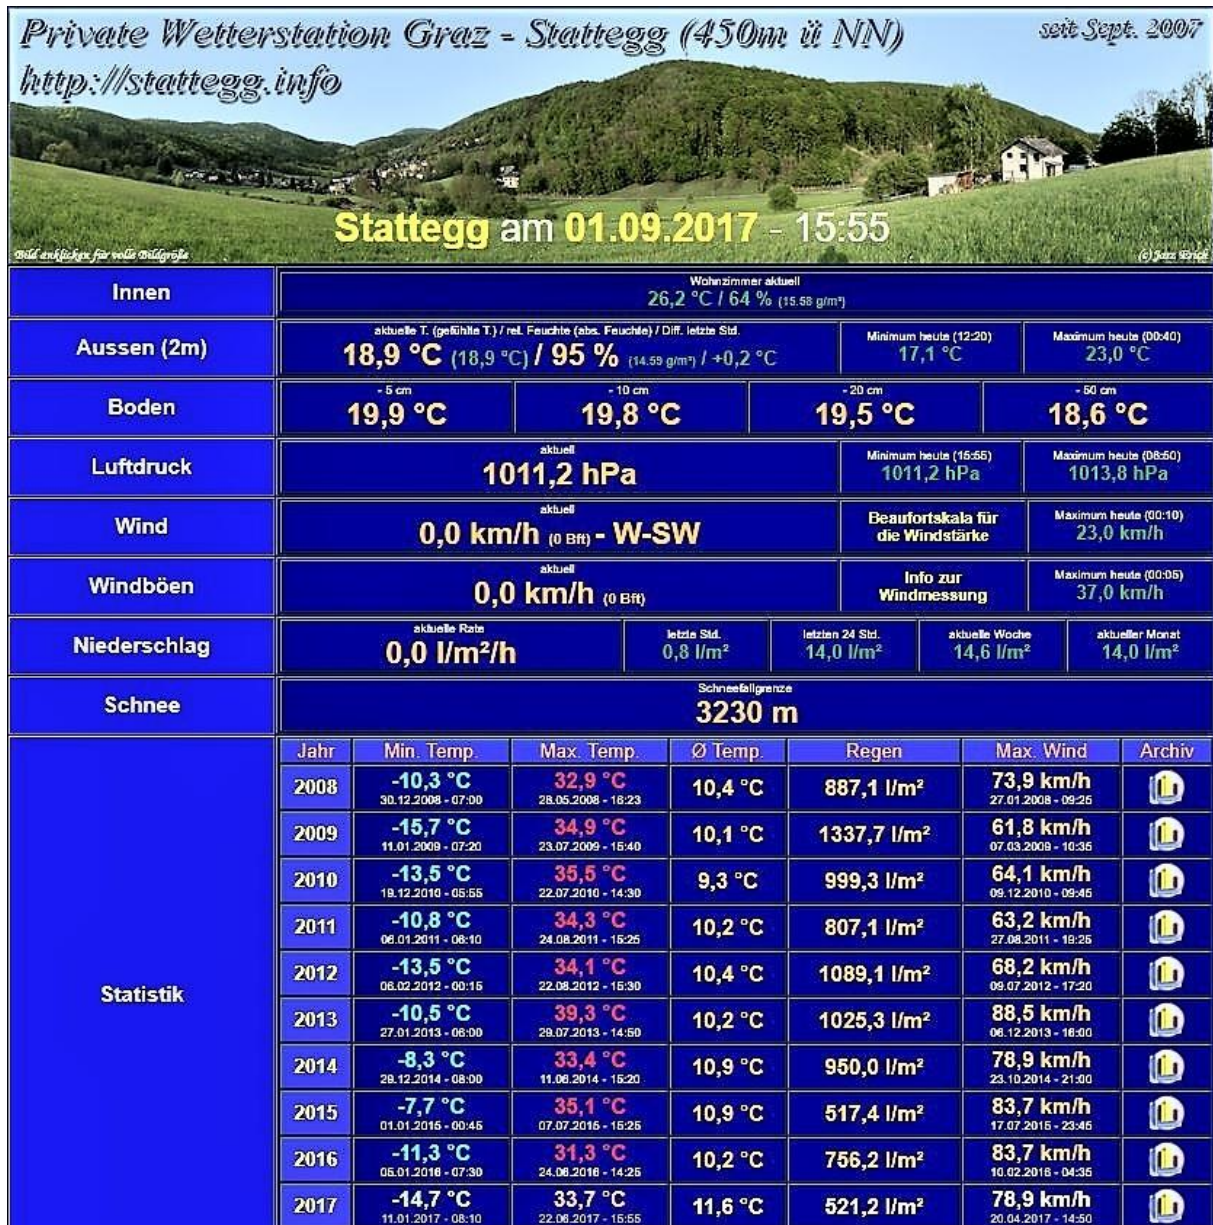 Private Wetterstation Graz - Stattegg (450m ü NN)
seit Sept. 2007
http://stattegg.info
Stattegg am 01.09.2017 - 15:55
Bild anklicken für volle Bildgröße
(c) Jazz Erich
Innen
Wohnzimmer aktuell
26,2 °C / 64 % (15.58 g/m³)
Aussen (2m)
aktuelle T. (gefühlte T.) / rel. Feuchte (abs. Feuchte) / Diff. letzte Std.
18,9 °C (18,9 °C) / 95 % (14.59 g/m³) / +0,2 °C
Minimum heute (12:20)
17,1 °C
Maximum heute (00:40)
23,0 °C
Boden
- 5 cm
19,9 °C
- 10 cm
19,8 °C
- 20 cm
19,5 °C
- 50 cm
18,6 °C
Luftdruck
aktuell
1011,2 hPa
Minimum heute (15:55)
1011,2 hPa
Maximum heute (08:50)
1013,8 hPa
Wind
aktuell
0,0 km/h (0 Bft) - W-SW
Beaufortskala für
die Windstärke
Maximum heute (00:10)
23,0 km/h
Windböen
aktuell
0,0 km/h (0 Bft)
Info zur
Windmessung
Maximum heute (00:05)
37,0 km/h
Niederschlag
aktuelle Rate
0,0 l/m²/h
letzte Std.
0,8 l/m²
letzten 24 Std.
14,0 l/m²
aktuelle Woche
14,6 l/m²
aktueller Monat
14,0 l/m²
Schnee
Schneefallgrenze
3230 m
Statistik
Jahr Min. Temp. Max. Temp. Ø Temp. Regen Max. Wind Archiv
2008 -10,3 °C 32,9 °C 10,4 °C 887,1 l/m² 73,9 km/h
30.12.2008 - 07:00 28.05.2008 - 16:23 27.01.2008 - 09:25
2009 -15,7 °C 34,9 °C 10,1 °C 1337,7 l/m² 61,8 km/h
11.01.2009 - 07:20 23.07.2009 - 15:40 07.03.2009 - 10:35
2010 -13,5 °C 35,5 °C 9,3 °C 999,3 l/m² 64,1 km/h
19.12.2010 - 05:55 22.07.2010 - 14:30 09.12.2010 - 09:45
2011 -10,8 °C 34,3 °C 10,2 °C 807,1 l/m² 63,2 km/h
06.01.2011 - 06:10 24.08.2011 - 15:25 27.08.2011 - 19:25
2012 -13,5 °C 34,1 °C 10,4 °C 1089,1 l/m² 68,2 km/h
06.02.2012 - 00:15 22.08.2012 - 15:30 09.07.2012 - 17:20
2013 -10,5 °C 39,3 °C 10,2 °C 1025,3 l/m² 88,5 km/h
27.01.2013 - 06:00 29.07.2013 - 14:50 06.12.2013 - 16:00
2014 -8,3 °C 33,4 °C 10,9 °C 950,0 l/m² 78,9 km/h
29.12.2014 - 08:00 11.06.2014 - 15:20 23.10.2014 - 21:00
2015 -7,7 °C 35,1 °C 10,9 °C 517,4 l/m² 83,7 km/h
01.01.2015 - 00:45 07.07.2015 - 15:25 17.07.2015 - 23:45
2016 -11,3 °C 31,3 °C 10,2 °C 756,2 l/m² 83,7 km/h
05.01.2016 - 07:30 24.06.2016 - 14:25 10.02.2016 - 04:35
2017 -14,7 °C 33,7 °C 11,6 °C 521,2 l/m² 78,9 km/h
11.01.2017 - 08:10 22.06.2017 - 15:55 20.04.2017 - 14:50